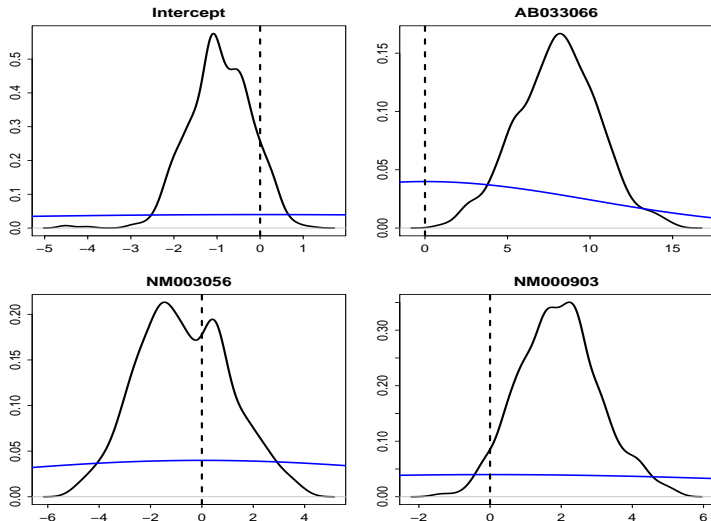 Intercept
0.0 0.1 0.2 0.3 0.4 0.5
−5 −4 −3 −2 −1 0
AB033066
0.00 0.05 0.10 0.15
0 5 10 15
NM003056
0.00 0.05 0.10 0.15 0.20
−6 −4 −2 0 2 4
NM000903
0.00 0.10 0.20 0.30
−2 0 2 4 6